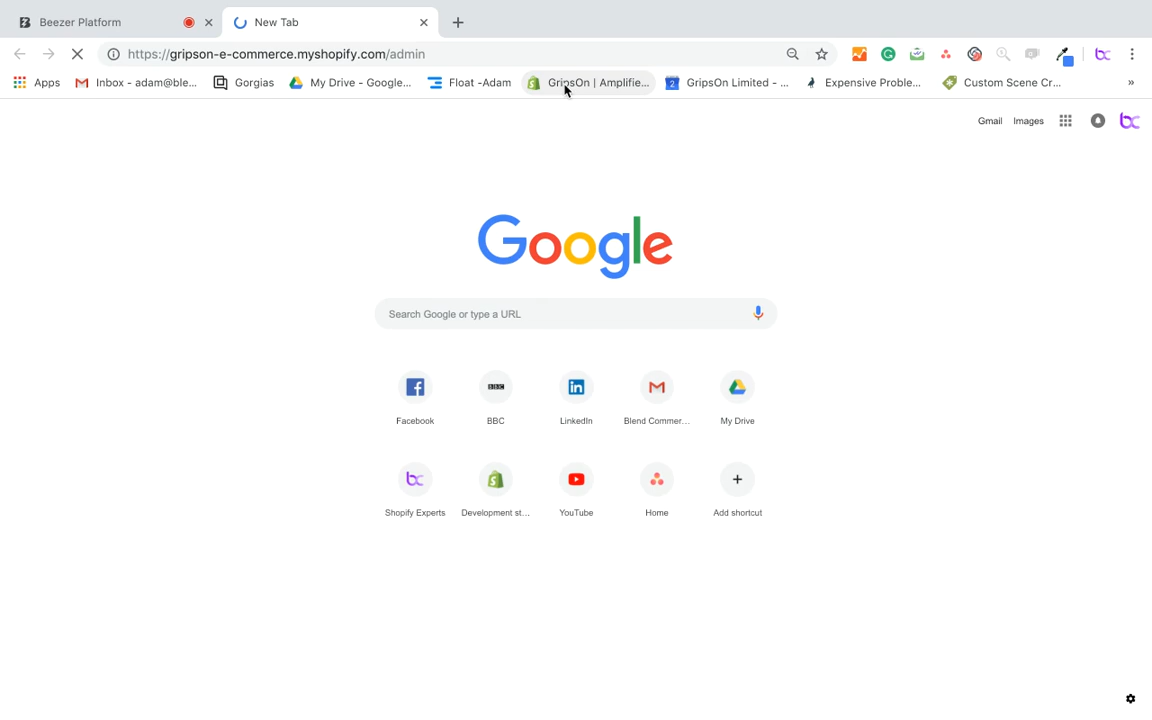 Beezer Platform
New Tab
https://gripson-e-commerce.myshopify.com/admin
Apps
Inbox - adam@ble...
Gorgias
My Drive - Google...
Float -Adam
GripsOn | Amplifie...
GripsOn Limited - ...
Expensive Proble...
Custom Scene Cr...
»
Gmail Images
Google
Search Google or type a URL
BBC
Facebook
BBC
LinkedIn
Blend Commer...
My Drive
Shopify Experts
Development st...
YouTube
Home
Add shortcut